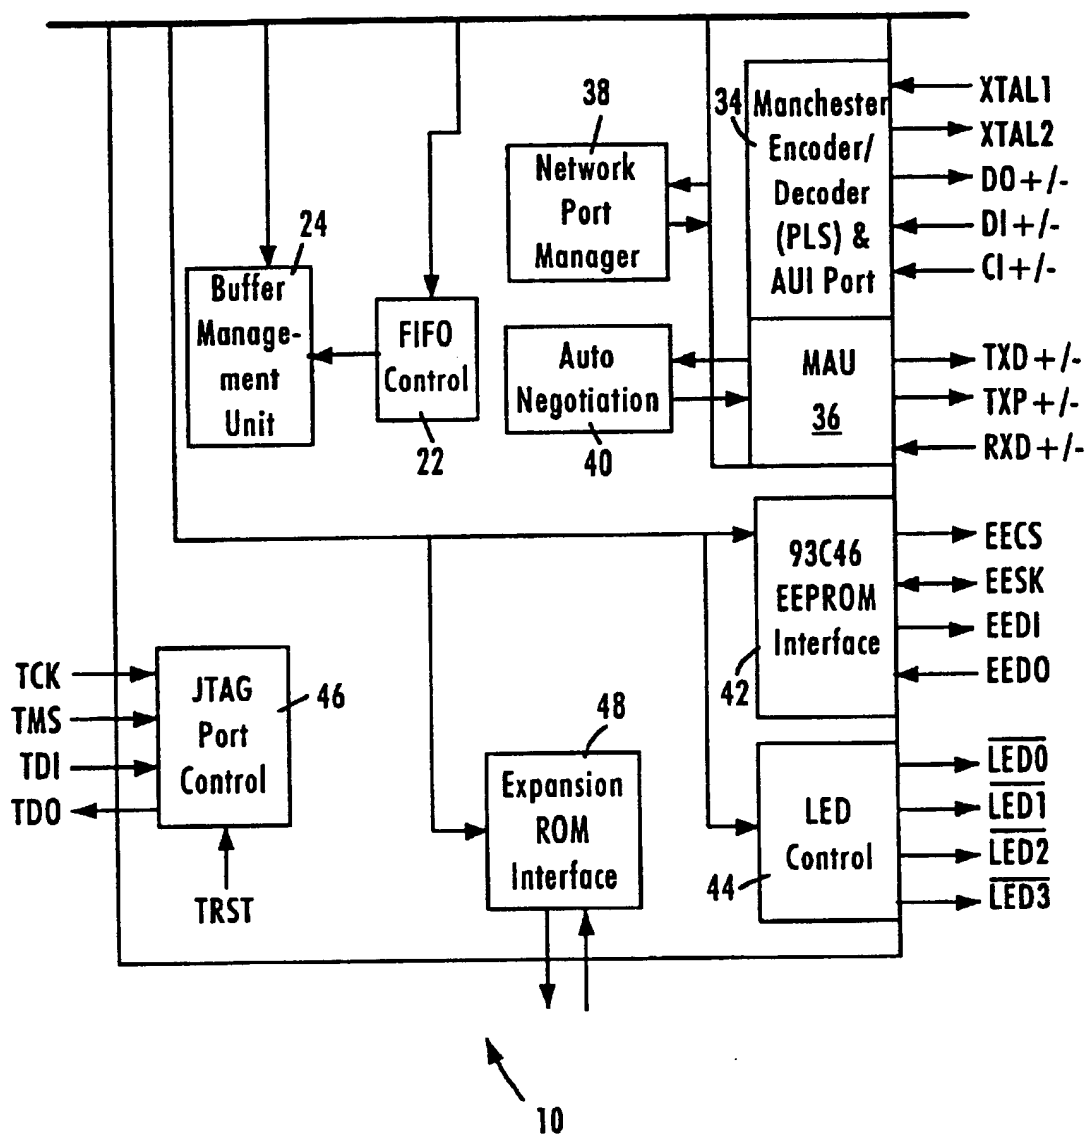 38
Network
Port
Manager
34
Manchester
Encoder/
Decoder
(PLS) &
AUI Port
XTAL1
XTAL2
DO+/-
DI+/-
CI+/-
24
Buffer
Manage-
ment
Unit
FIFO
Control
22
Auto
Negotiation
40
MAU
36
TXD+/-
TXP+/-
RXD+/-
93C46
EEPROM
Interface
42
EECS
EESK
EEDI
EEDO
TCK
TMS
TDI
TDO
JTAG
Port
Control
46
TRST
48
Expansion
ROM
Interface
LED
Control
44
LED0
LED1
LED2
LED3
10